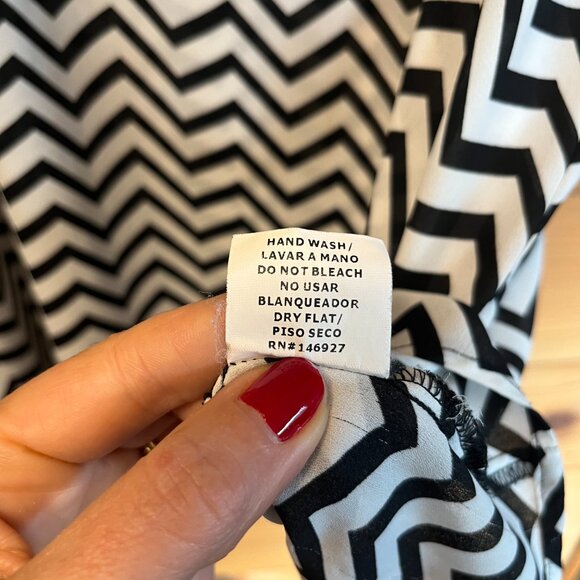 HAND WASH/
LAVAR A MANO
DO NOT BLEACH
NO USAR
BLANQUEADOR
DRY FLAT/
PISO SECO
RN#146927